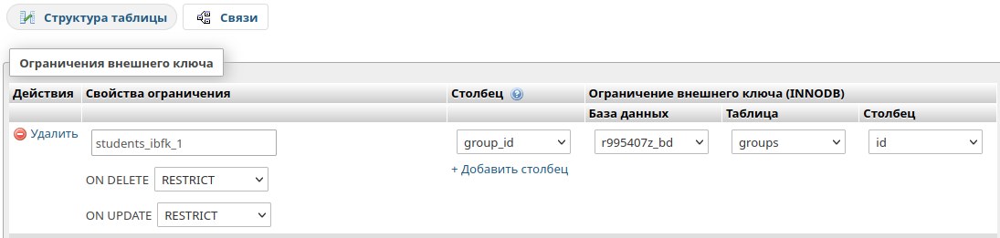 Структура таблицы Связи
Ограничения внешнего ключа
Действия Свойства ограничения Столбец Ограничение внешнего ключа (INNODB)
База данных Таблица Столбец
Удалить students_ibfk_1 group_id r995407z_bd groups id
+ Добавить столбец
ON DELETE RESTRICT
ON UPDATE RESTRICT